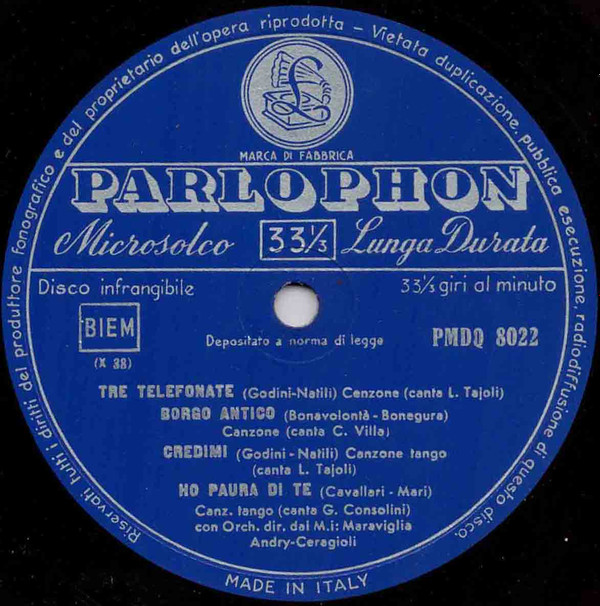 Riservati tutti i diritti del produttore fonografico e del proprietario dell'opera riprodotta – Vietata duplicazione, pubblica esecuzione, radiodiffusione di questo disco.
MARCA DI FABBRICA
PARLOPHON
Microsolco 33⅓ Lunga Durata
Disco infrangibile 33⅓ giri al minuto
BIEM
(X 38)
Depositato a norma di legge PMDQ 8022
TRE TELEFONATE (Godini-Natili) Cenzone (canta L. Tajoli)
BORGO ANTICO (Bonavolontà - Bonegura)
Canzone (canta C. Villa)
CREDIMI (Godini - Natili) Canzone tango
(canta L. Tajoli)
HO PAURA DI TE (Cavallari - Mari)
Canz. tango (canta G. Consolini)
con Orch. dir. dai M.i: Maraviglia
Andry-Ceragioli
MADE IN ITALY